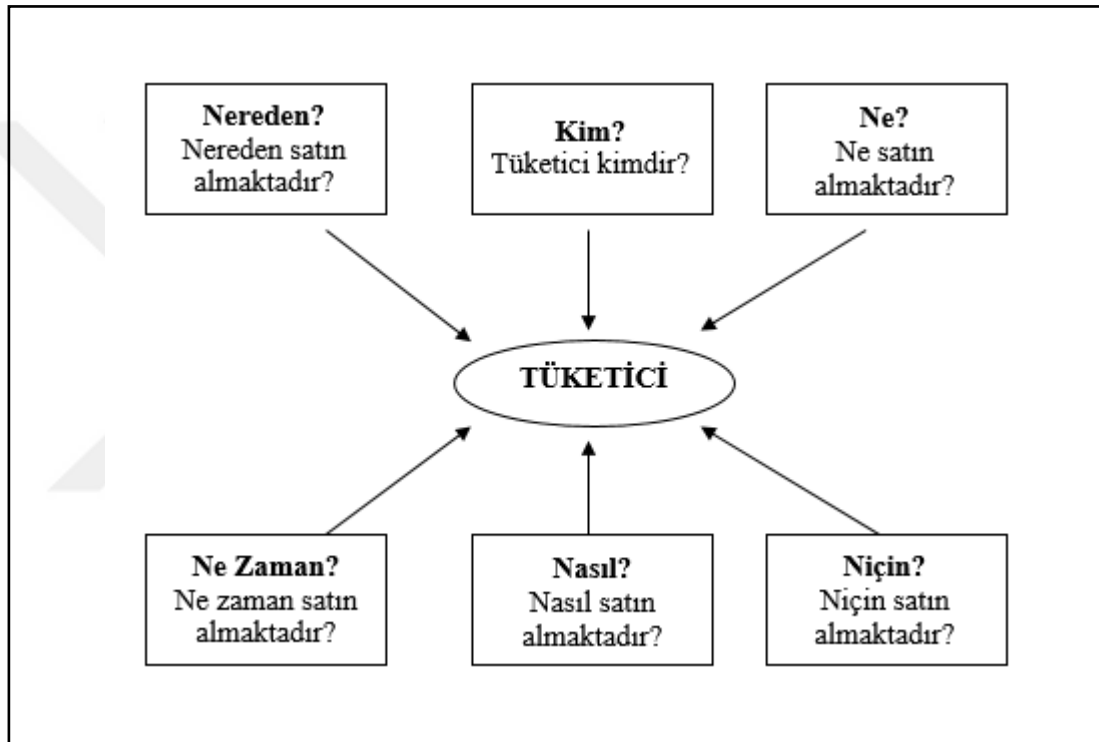 Nereden?
Nereden satın
almaktadır?
Kim?
Tüketici kimdir?
Ne?
Ne satın
almaktadır?
TÜKETİCİ
Ne Zaman?
Ne zaman satın
almaktadır?
Nasıl?
Nasıl satın
almaktadır?
Niçin?
Niçin satın
almaktadır?